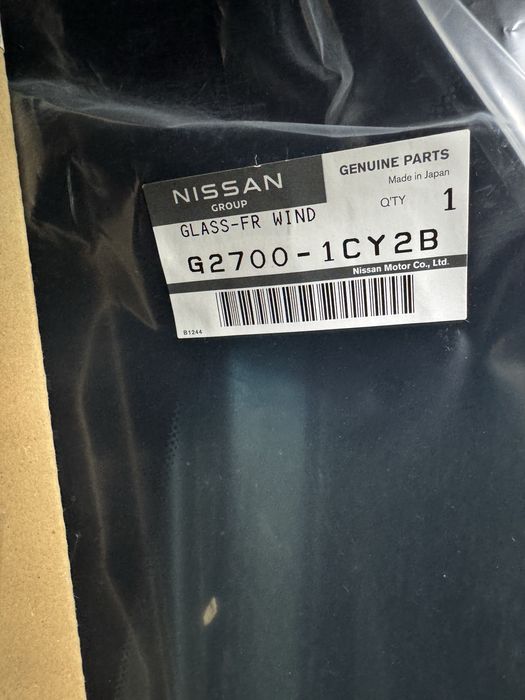 NISSAN
GROUP
GENUINE PARTS
Made in Japan
GLASS-FR WIND
Q'TY 1
G2700-1CY2B
Nissan Motor Co., Ltd.
B1244